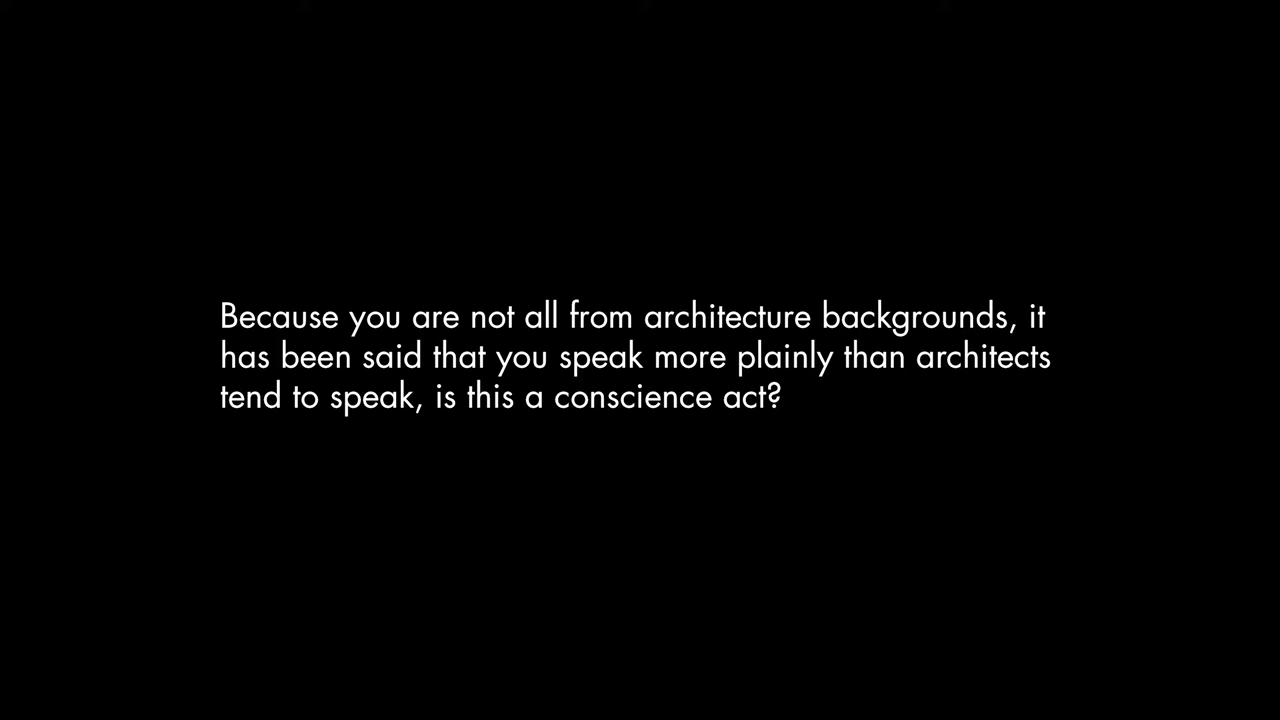 Because you are not all from architecture backgrounds, it
has been said that you speak more plainly than architects
tend to speak, is this a conscience act?